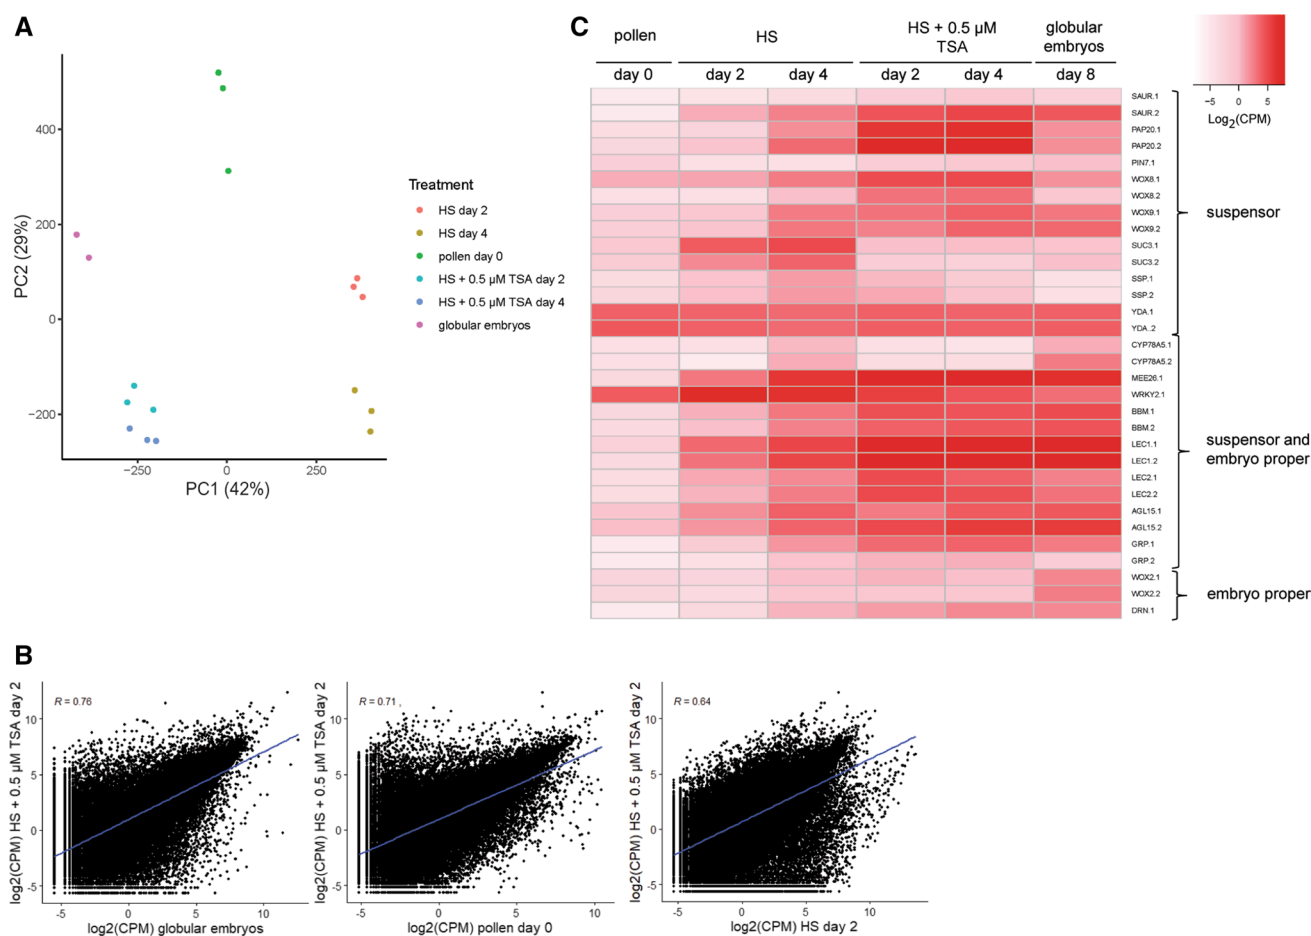 A
PC2 (29%)
400
200
0
−200
−250
0
250
PC1 (42%)
Treatment
HS day 2
HS day 4
pollen day 0
HS + 0.5 µM TSA day 2
HS + 0.5 µM TSA day 4
globular embryos
C
pollen
HS
HS + 0.5 µM
TSA
globular
embryos
day 0
day 2
day 4
day 2
day 4
day 8
−5
0
5
Log2(CPM)
SAUR.1
SAUR.2
PAP20.1
PAP20.2
PIN7.1
WOX8.1
WOX8.2
WOX9.1
WOX9.2
SUC3.1
SUC3.2
SSP.1
SSP.2
YDA.1
YDA..2
CYP78A5.1
CYP78A5.2
MEE26.1
WRKY2.1
BBM.1
BBM.2
LEC1.1
LEC1.2
LEC2.1
LEC2.2
AGL15.1
AGL15.2
GRP.1
GRP.2
WOX2.1
WOX2.2
DRN.1
suspensor
suspensor and
embryo proper
embryo proper
B
log2(CPM) HS + 0.5 µM TSA day 2
R = 0.76
10
5
0
-5
-5
0
5
10
log2(CPM) globular embryos
log2(CPM) HS + 0.5 µM TSA day 2
R = 0.71
10
5
0
-5
-5
0
5
10
log2(CPM) pollen day 0
log2(CPM) HS + 0.5 µM TSA day 2
R = 0.64
10
5
0
-5
-5
0
5
10
log2(CPM) HS day 2